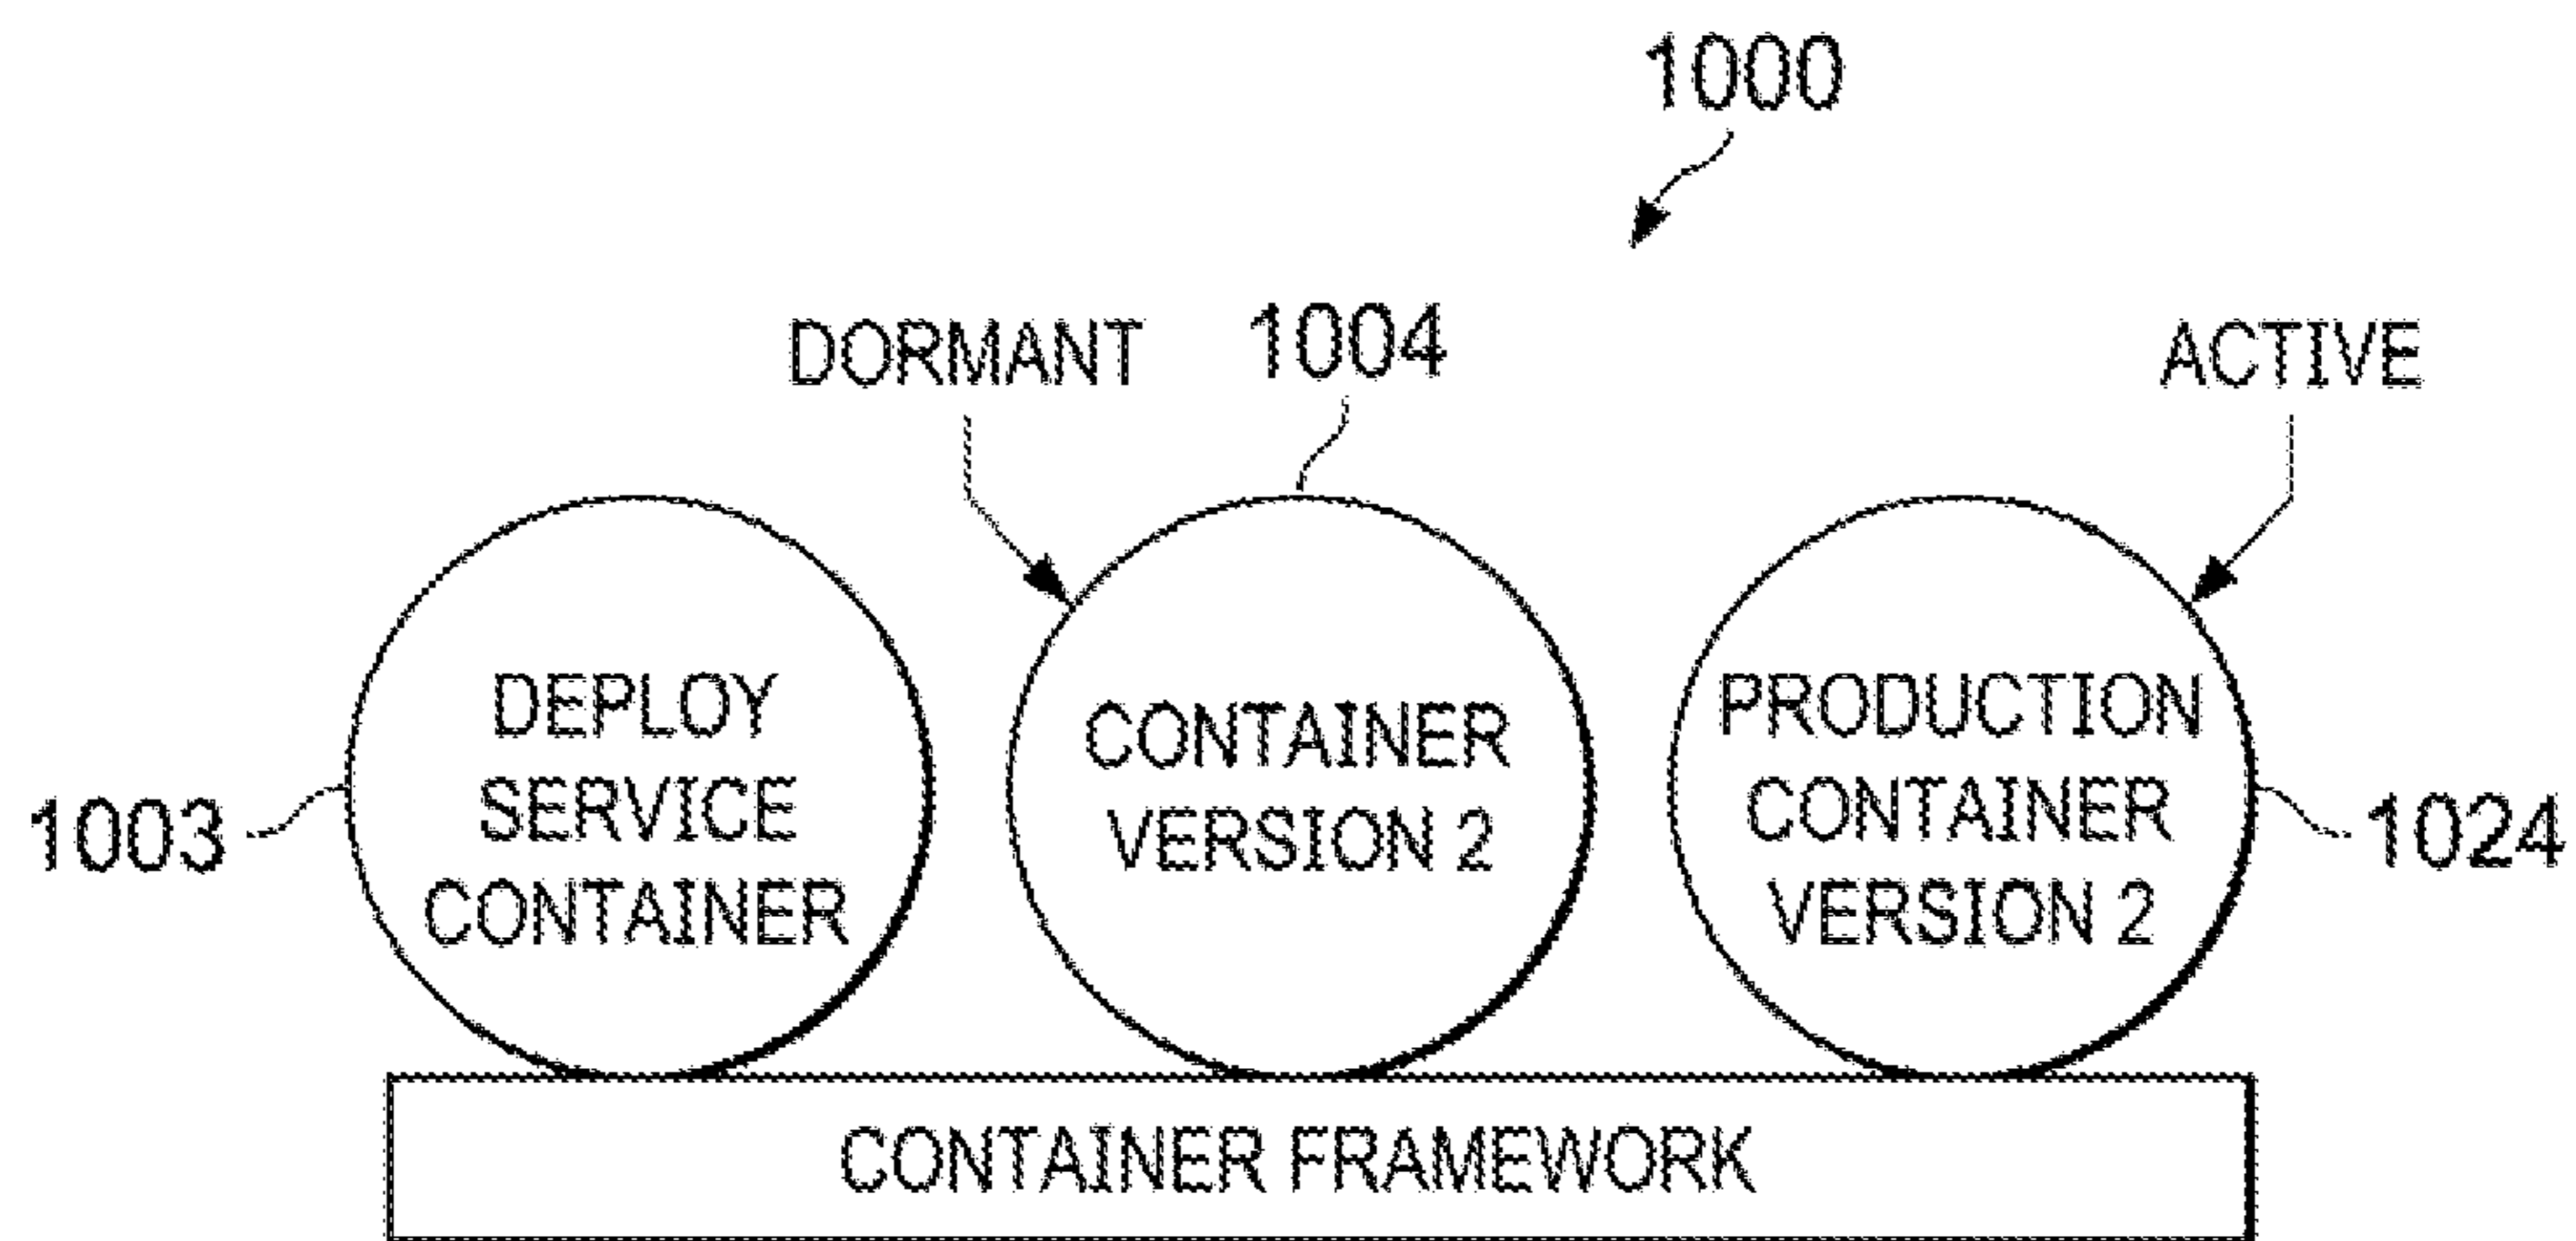 1000
DORMANT
1004
ACTIVE
DEPLOY
SERVICE
CONTAINER
1003
CONTAINER
VERSION 2
PRODUCTION
CONTAINER
VERSION 2
1024
CONTAINER FRAMEWORK